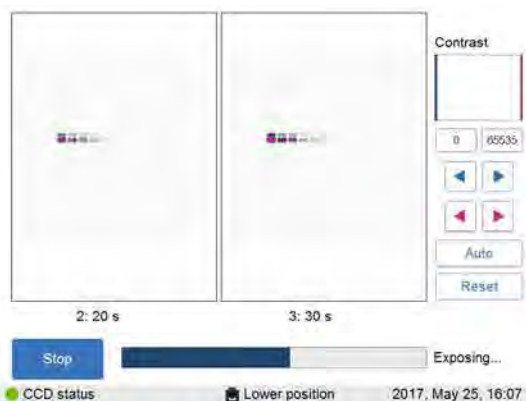 Contrast
0 65535
Auto
Reset
2: 20 s 3: 30 s
Stop Exposing...
CCD status Lower position 2017, May 25, 16:07